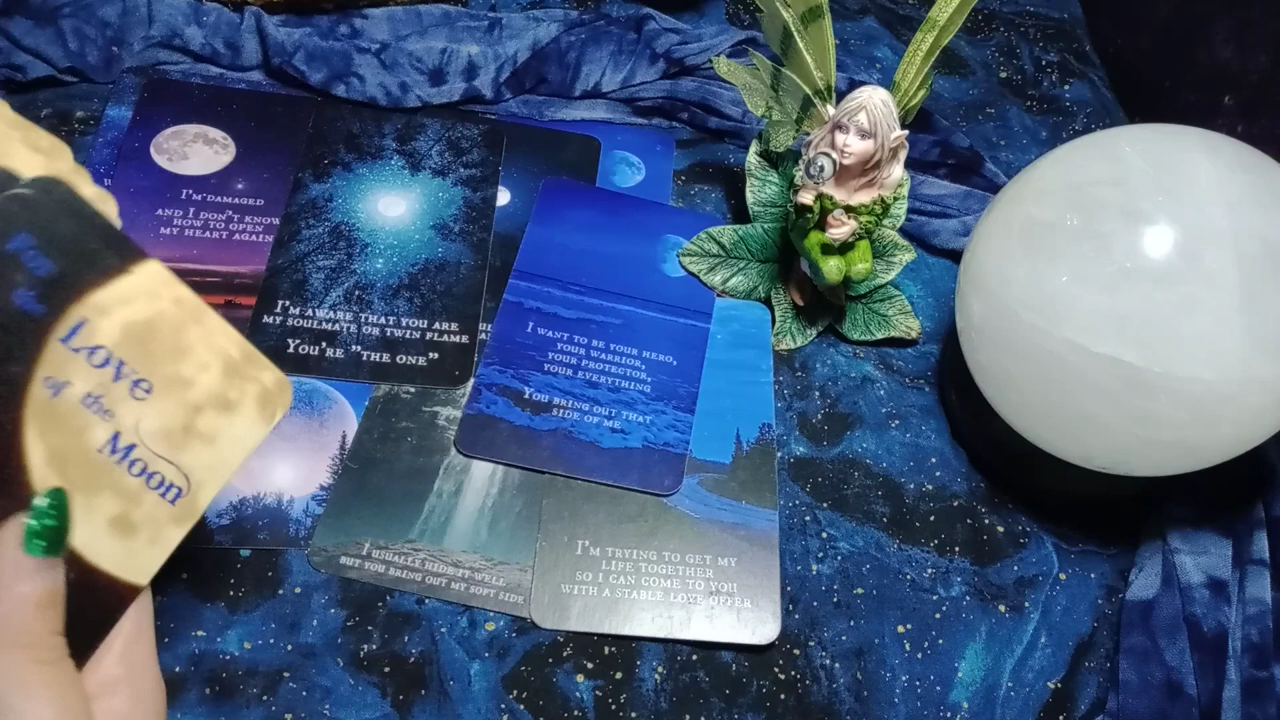 I'm damaged
and I don't know
how to open
my heart again
I'm aware that you are
my soulmate or twin flame
You're "the one"
I want to be your hero,
your warrior,
your protector,
your everything
You bring out that
side of me
Love
of the
Moon
I usually hide it well
but you bring out my soft side
I'm trying to get my
life together
so I can come to you
with a stable love offer